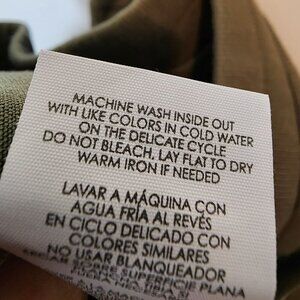 MACHINE WASH INSIDE OUT
WITH LIKE COLORS IN COLD WATER
ON THE DELICATE CYCLE
DO NOT BLEACH, LAY FLAT TO DRY
WARM IRON IF NEEDED
LAVAR A MÁQUINA CON
AGUA FRÍA AL REVÉS
EN CICLO DELICADO CON
COLORES SIMILARES
NO USAR BLANQUEADOR
SUPERFICIE PLANA